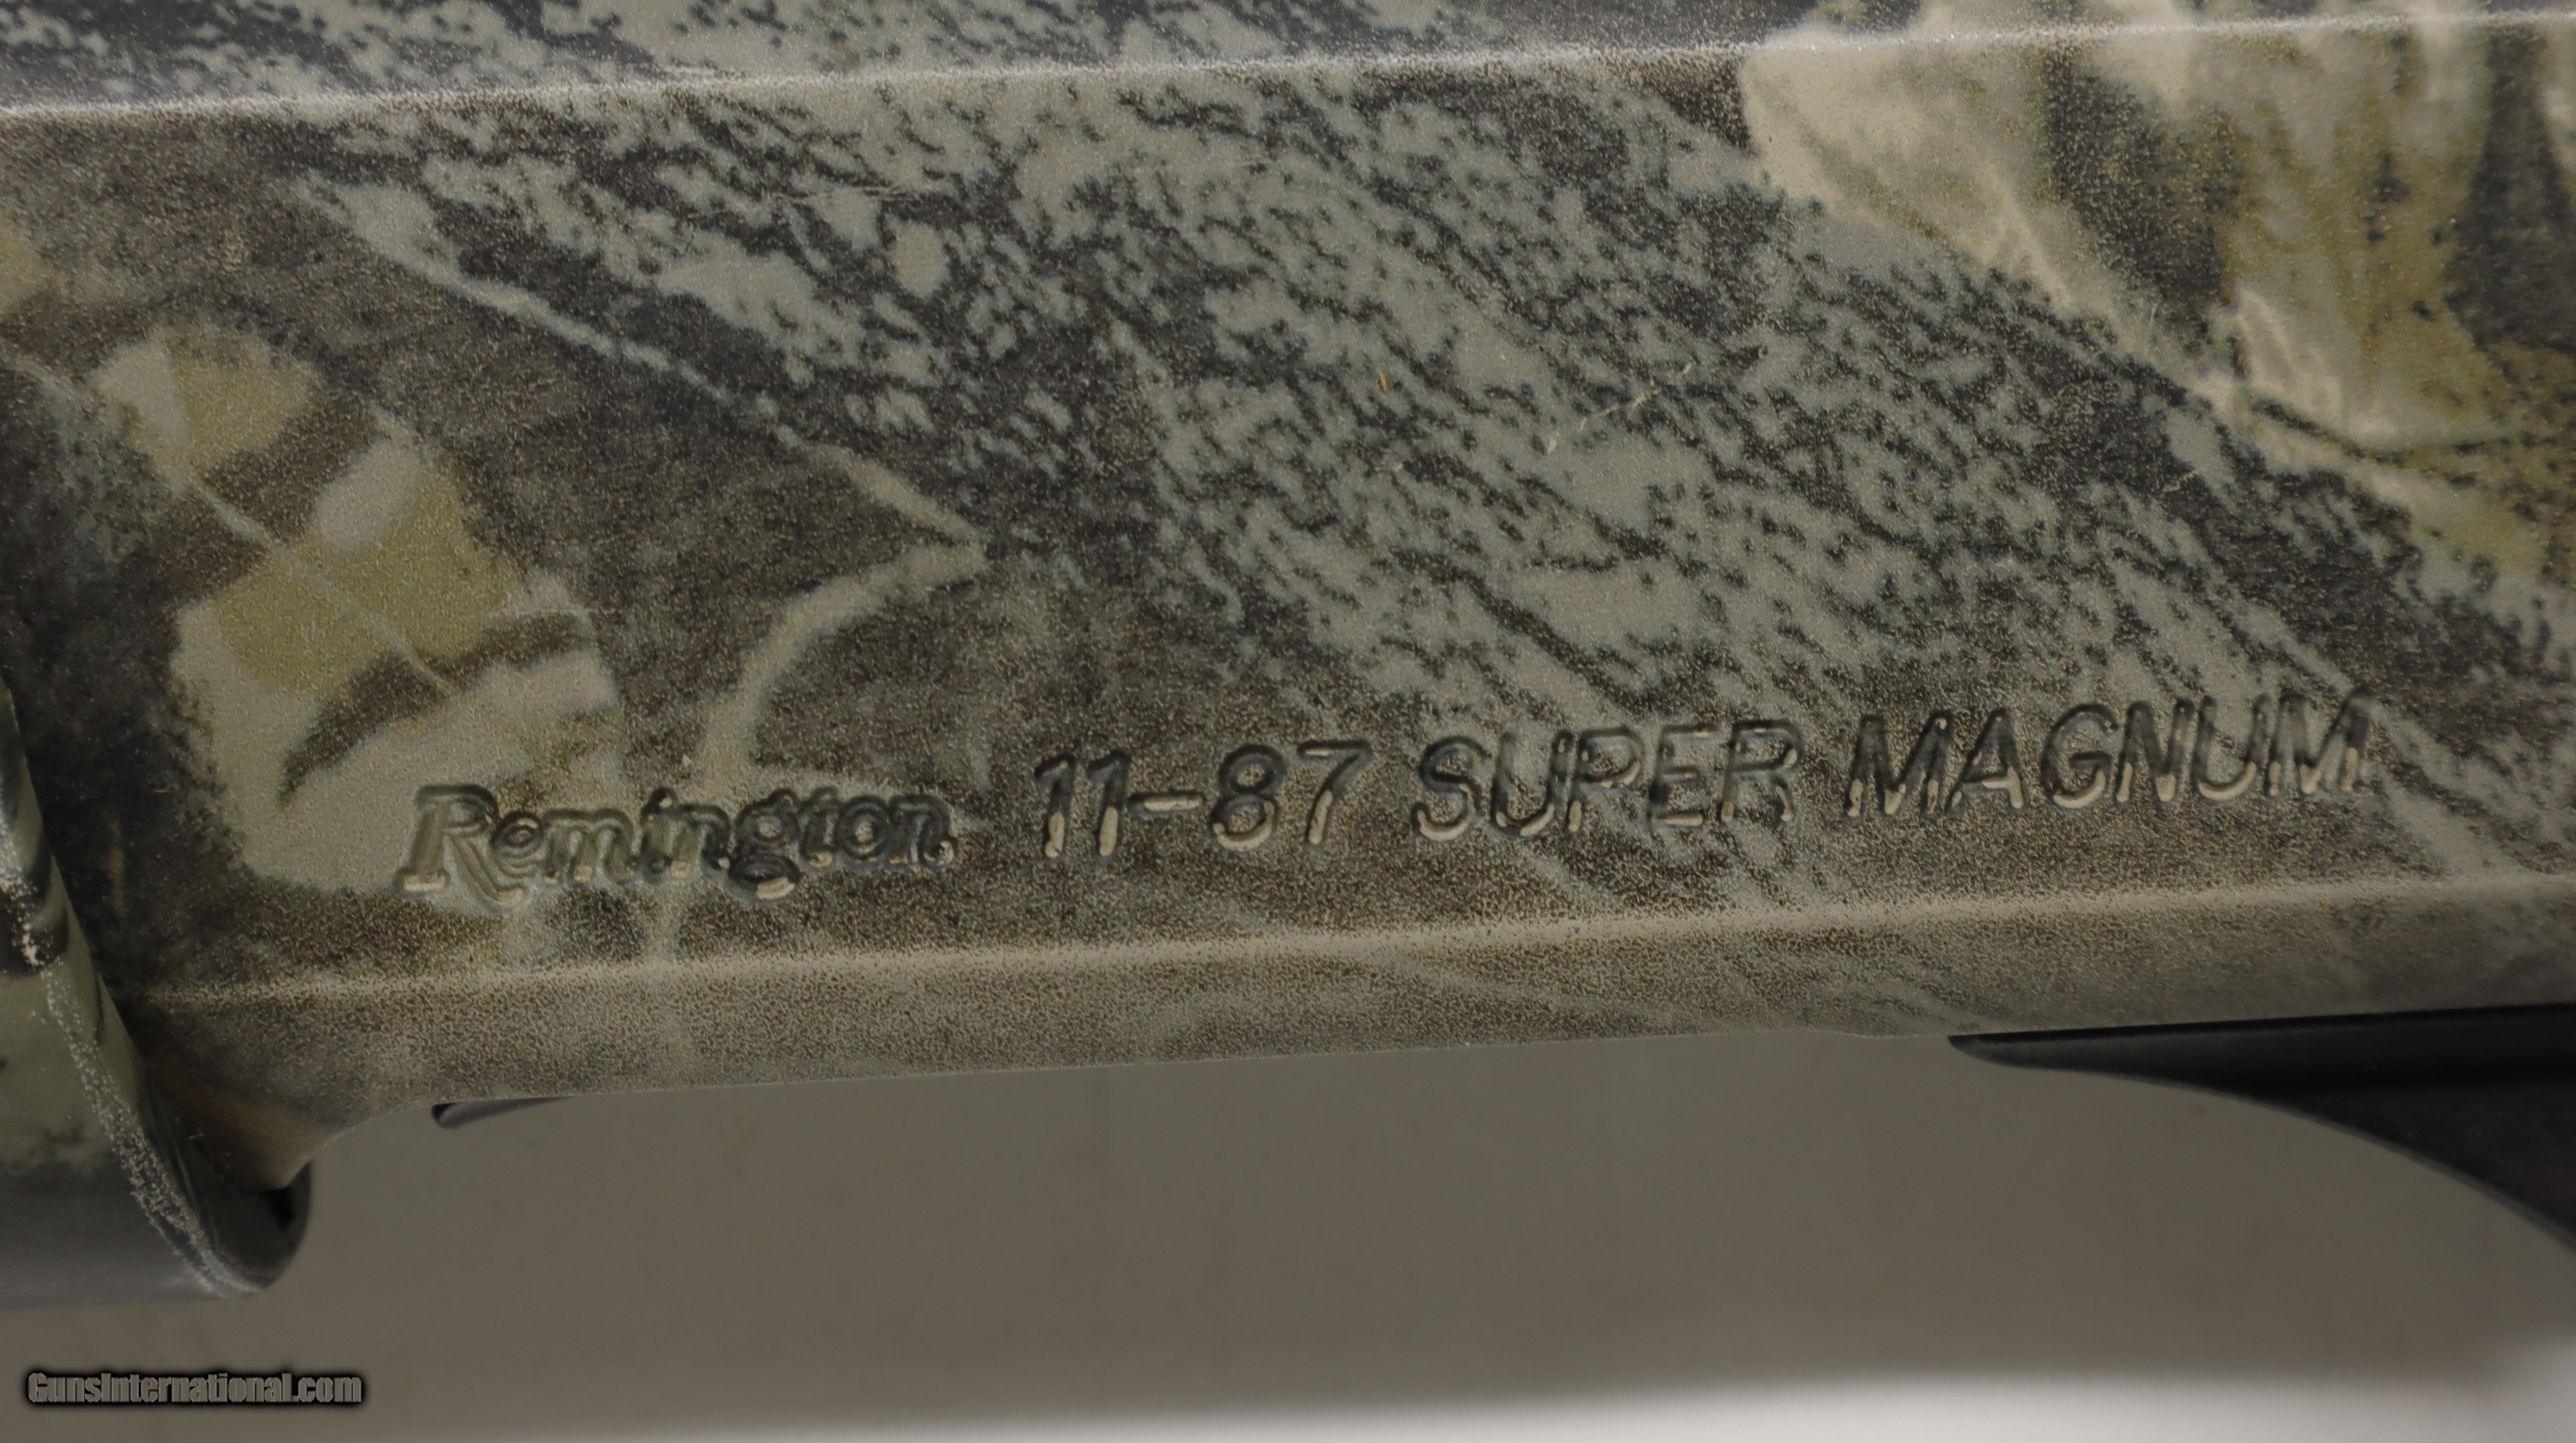 Remington 11-87 SUPER MAGNUM
GunsInternational.com